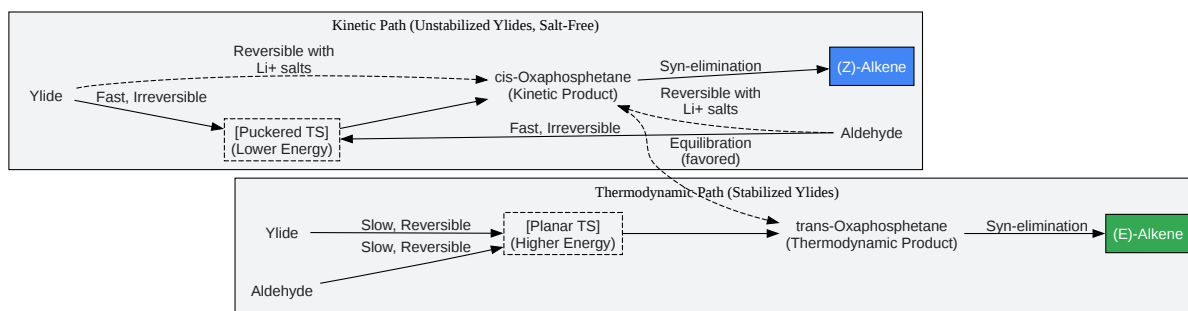 Kinetic Path (Unstabilized Ylides, Salt-Free)
Reversible with
Li+ salts
Ylide
Fast, Irreversible
[Puckered TS]
(Lower Energy)
cis-Oxaphosphetane
(Kinetic Product)
Syn-elimination
(Z)-Alkene
Reversible with
Li+ salts
Fast, Irreversible
Aldehyde
Equilibration
(favored)
Thermodynamic Path (Stabilized Ylides)
Ylide
Slow, Reversible
Slow, Reversible
Aldehyde
[Planar TS]
(Higher Energy)
trans-Oxaphosphetane
(Thermodynamic Product)
Syn-elimination
(E)-Alkene